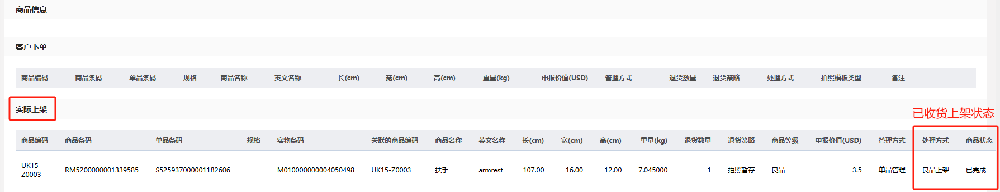 商品信息
客户下单
商品编码 商品条码 单品条码 规格 商品名称 英文名称 长(cm) 宽(cm) 高(cm) 重量(kg) 申报价值(USD) 管理方式 退货数量 退货策略 处理方式 拍照模板类型 备注
实际上架
已收货上架状态
商品编码 商品条码 单品条码 规格 实物条码 关联的商品编码 商品名称 英文名称 长(cm) 宽(cm) 高(cm) 重量(kg) 退货数量 退货策略 商品等级 申报价值(USD) 管理方式 处理方式 商品状态
UK15-
Z0003 RM5200000001339585 S525937000001182606 M010000000004050498 UK15-Z0003 扶手 armrest 107.00 16.00 12.00 7.045000 1 拍照暂存 良品 3.5 单品管理 良品上架 已完成